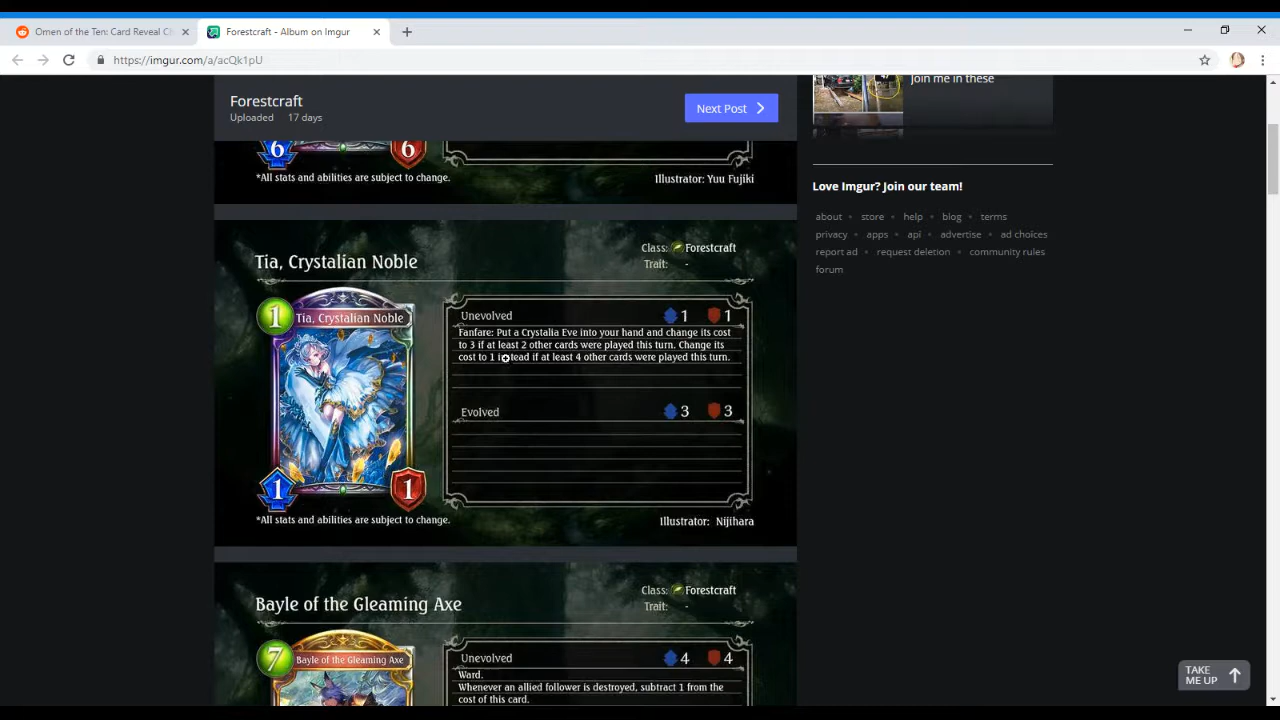 Omen of the Ten: Card Reveal
Forestcraft - Album on Imgur
https://imgur.com/a/acQk1pU
Forestcraft
Uploaded 17 days
Next Post
Join me in these
6 6
*All stats and abilities are subject to change.
Illustrator: Yuu Fujiki
Love Imgur? Join our team!
about • store • help • blog • terms
privacy • apps • api • advertise • ad choices
report ad • request deletion • community rules
forum
Class: Forestcraft
Trait: -
Tia, Crystalian Noble
1
Tia, Crystalian Noble
1 1
Unevolved 1 1
Fanfare: Put a Crystalia Eve into your hand and change its cost
to 3 if at least 2 other cards were played this turn. Change its
cost to 1 instead if at least 4 other cards were played this turn.
Evolved 3 3
*All stats and abilities are subject to change.
Illustrator: Nijihara
Class: Forestcraft
Trait: -
Bayle of the Gleaming Axe
7
Bayle of the Gleaming Axe
Unevolved 4 4
Ward.
Whenever an allied follower is destroyed, subtract 1 from the
cost of this card.
TAKE
ME UP